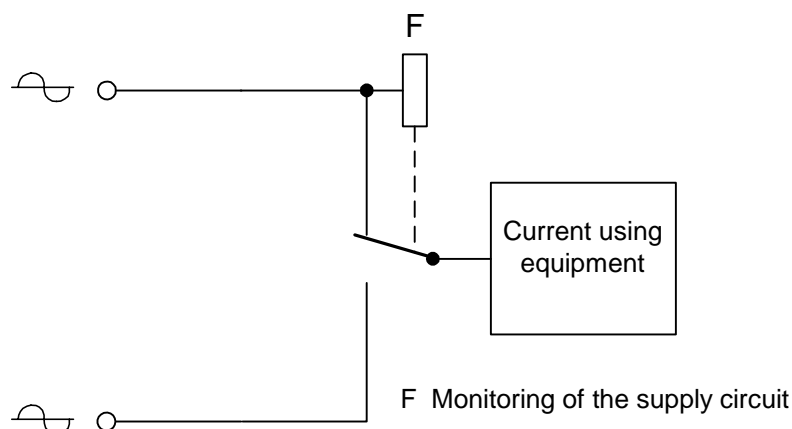 F
Current using
equipment
F Monitoring of the supply circuit